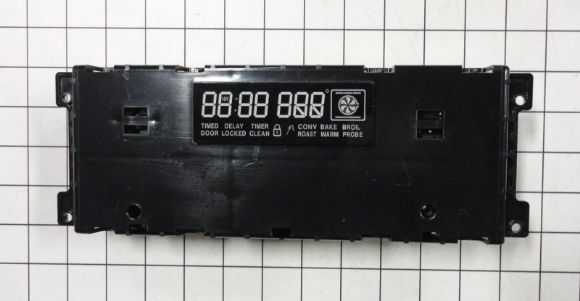 88:88 888°
TIMED DELAY TIMER CONV BAKE BROIL
DOOR LOCKED CLEAN ROAST WARM PROBE